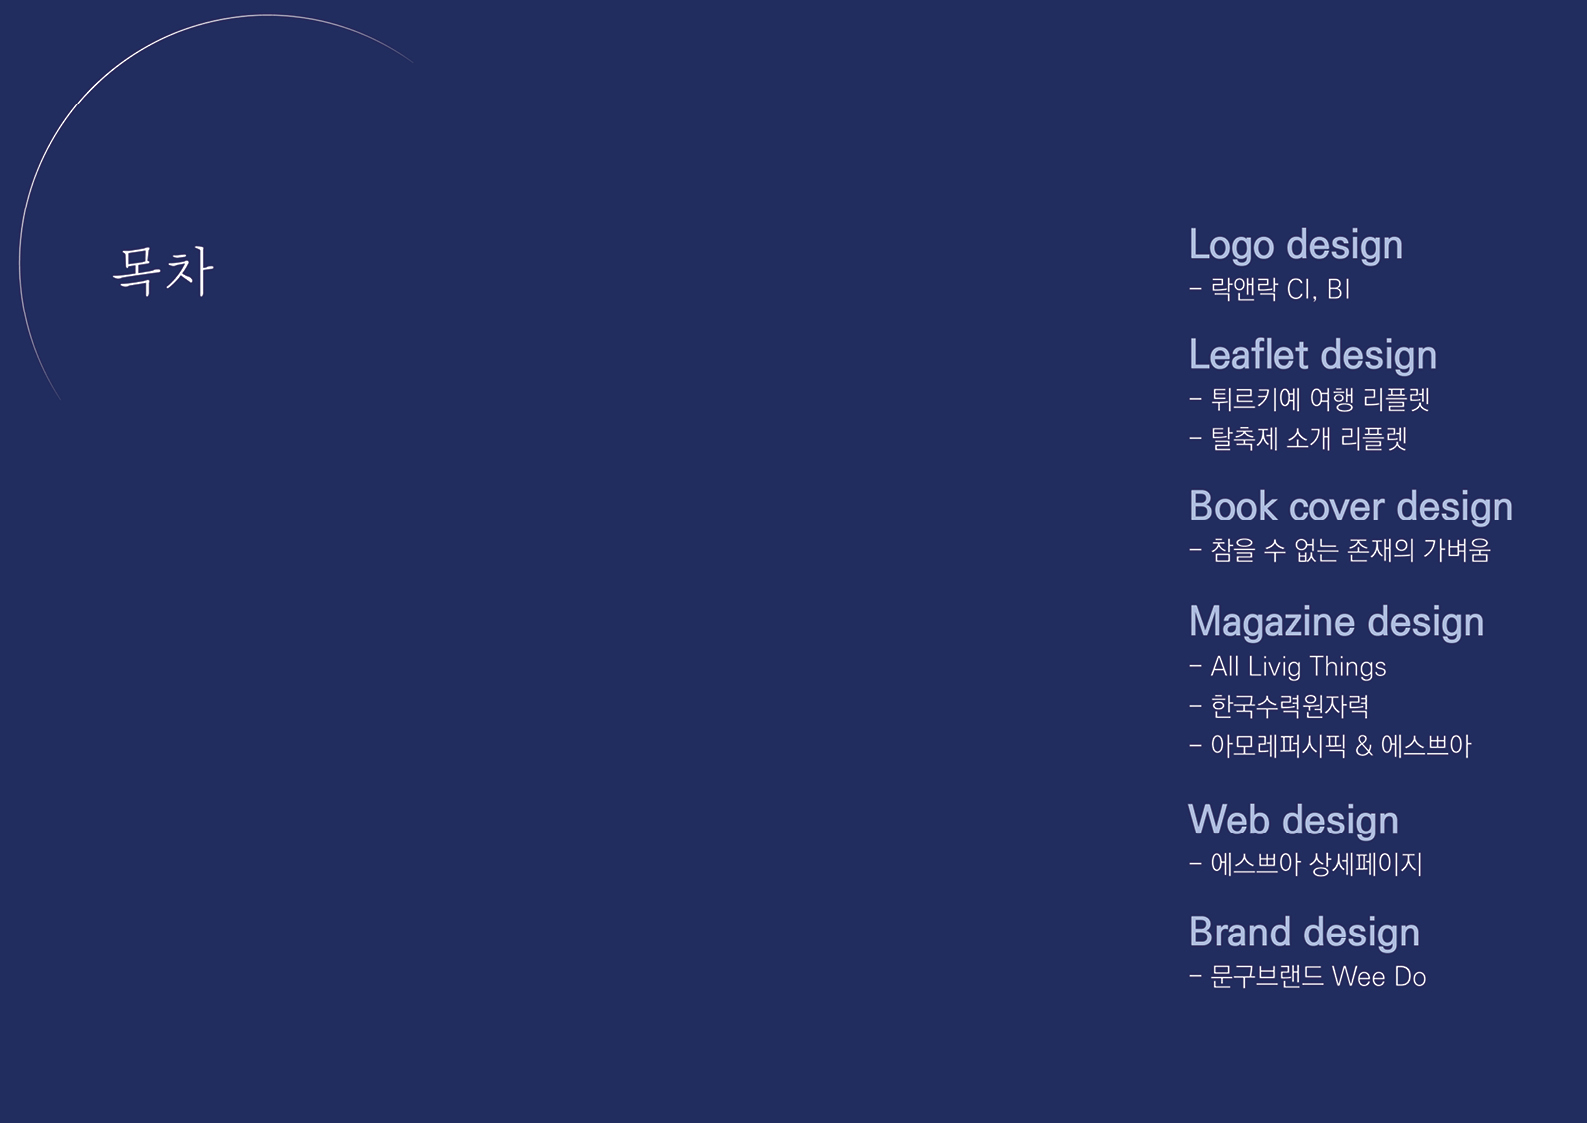 목차
Logo design
- 락앤락 CI, BI
Leaflet design
- 튀르키예 여행 리플렛
- 탈축제 소개 리플렛
Book cover design
- 참을 수 없는 존재의 가벼움
Magazine design
- All Livig Things
- 한국수력원자력
- 아모레퍼시픽 & 에스쁘아
Web design
- 에스쁘아 상세페이지
Brand design
- 문구브랜드 Wee Do